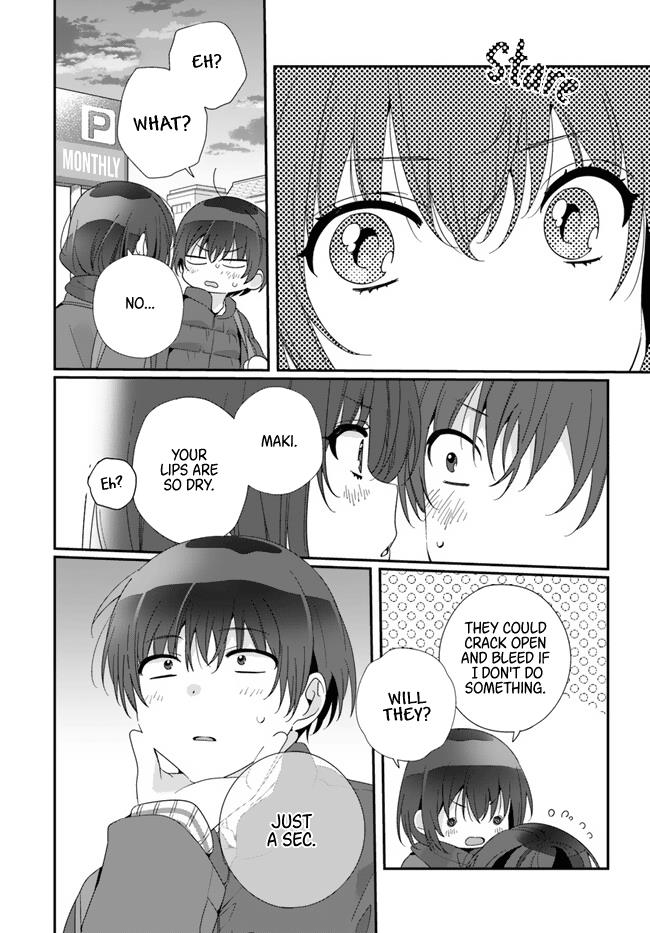 Stare
EH?
WHAT?
P
MONTHLY
NO...
MAKI.
YOUR
LIPS ARE
SO DRY.
Eh?
THEY COULD
CRACK OPEN
AND BLEED IF
I DON'T DO
SOMETHING.
WILL
THEY?
JUST
A SEC.